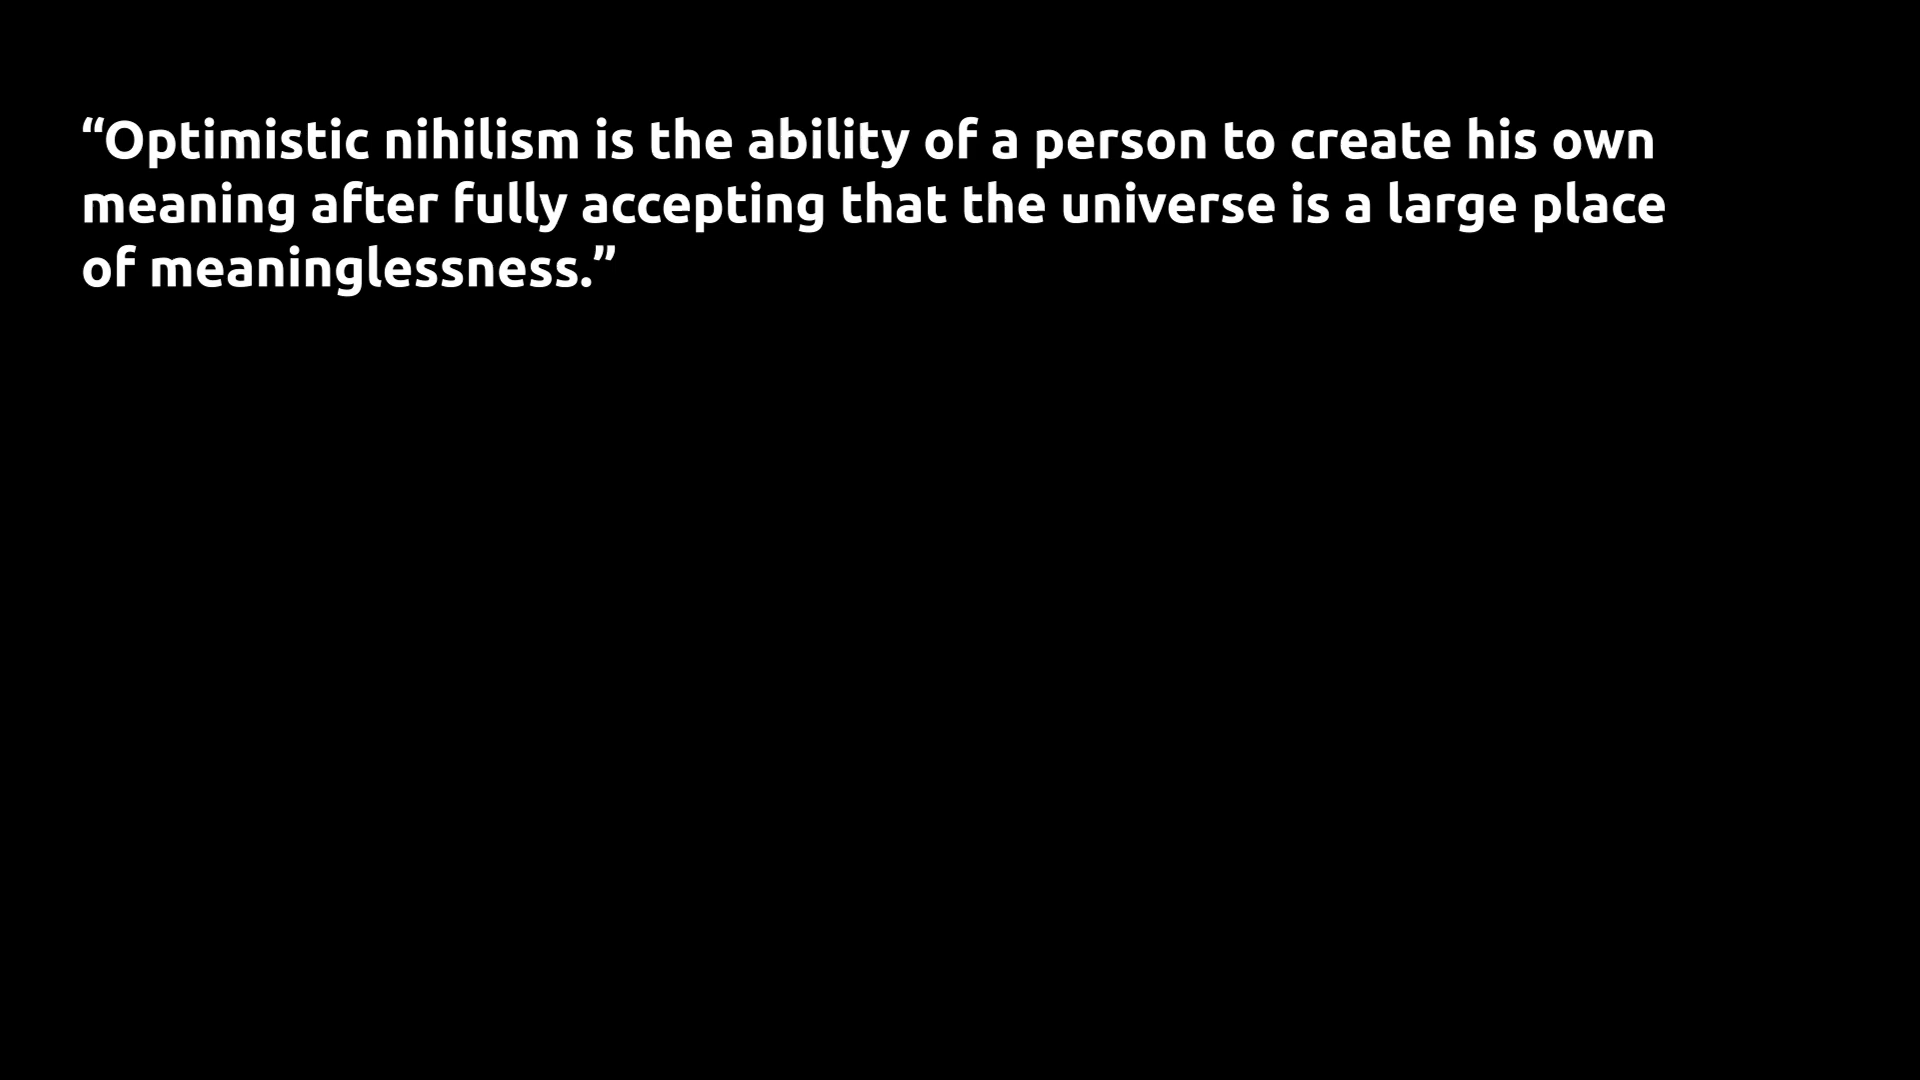 “Optimistic nihilism is the ability of a person to create his own
meaning after fully accepting that the universe is a large place
of meaninglessness.”